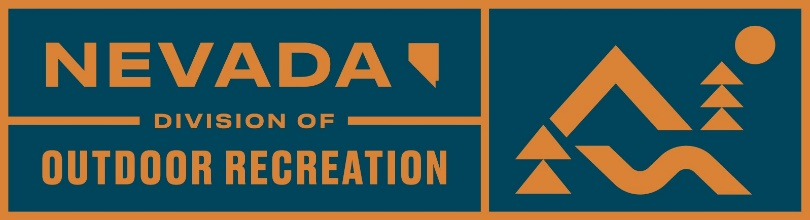 NEVADA
DIVISION OF
OUTDOOR RECREATION